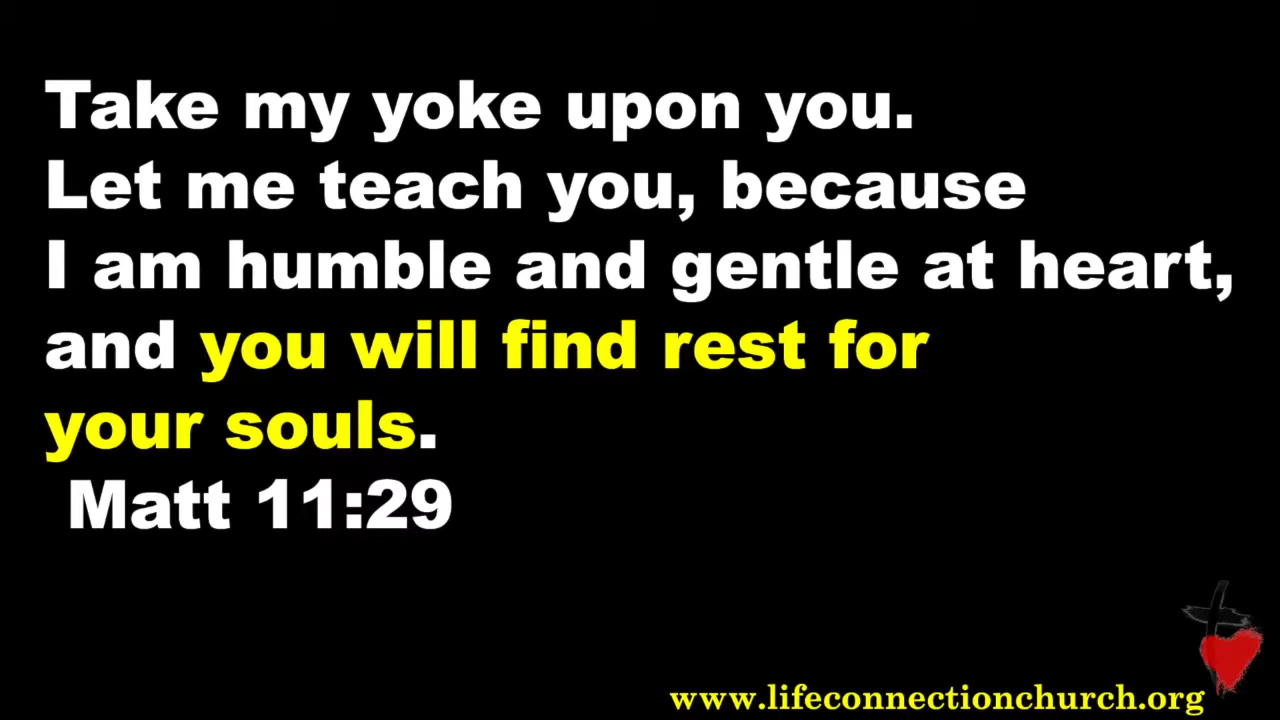 Take my yoke upon you.
Let me teach you, because
I am humble and gentle at heart,
and you will find rest for
your souls.
Matt 11:29
www.lifeconnectionchurch.org